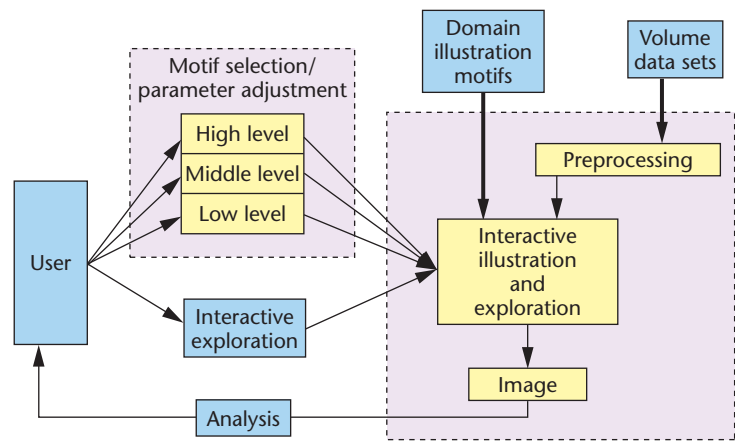 Domain
illustration
motifs
Volume
data sets
Motif selection/
parameter adjustment
High level
Middle level
Low level
Preprocessing
User
Interactive
illustration
and
exploration
Interactive
exploration
Image
Analysis